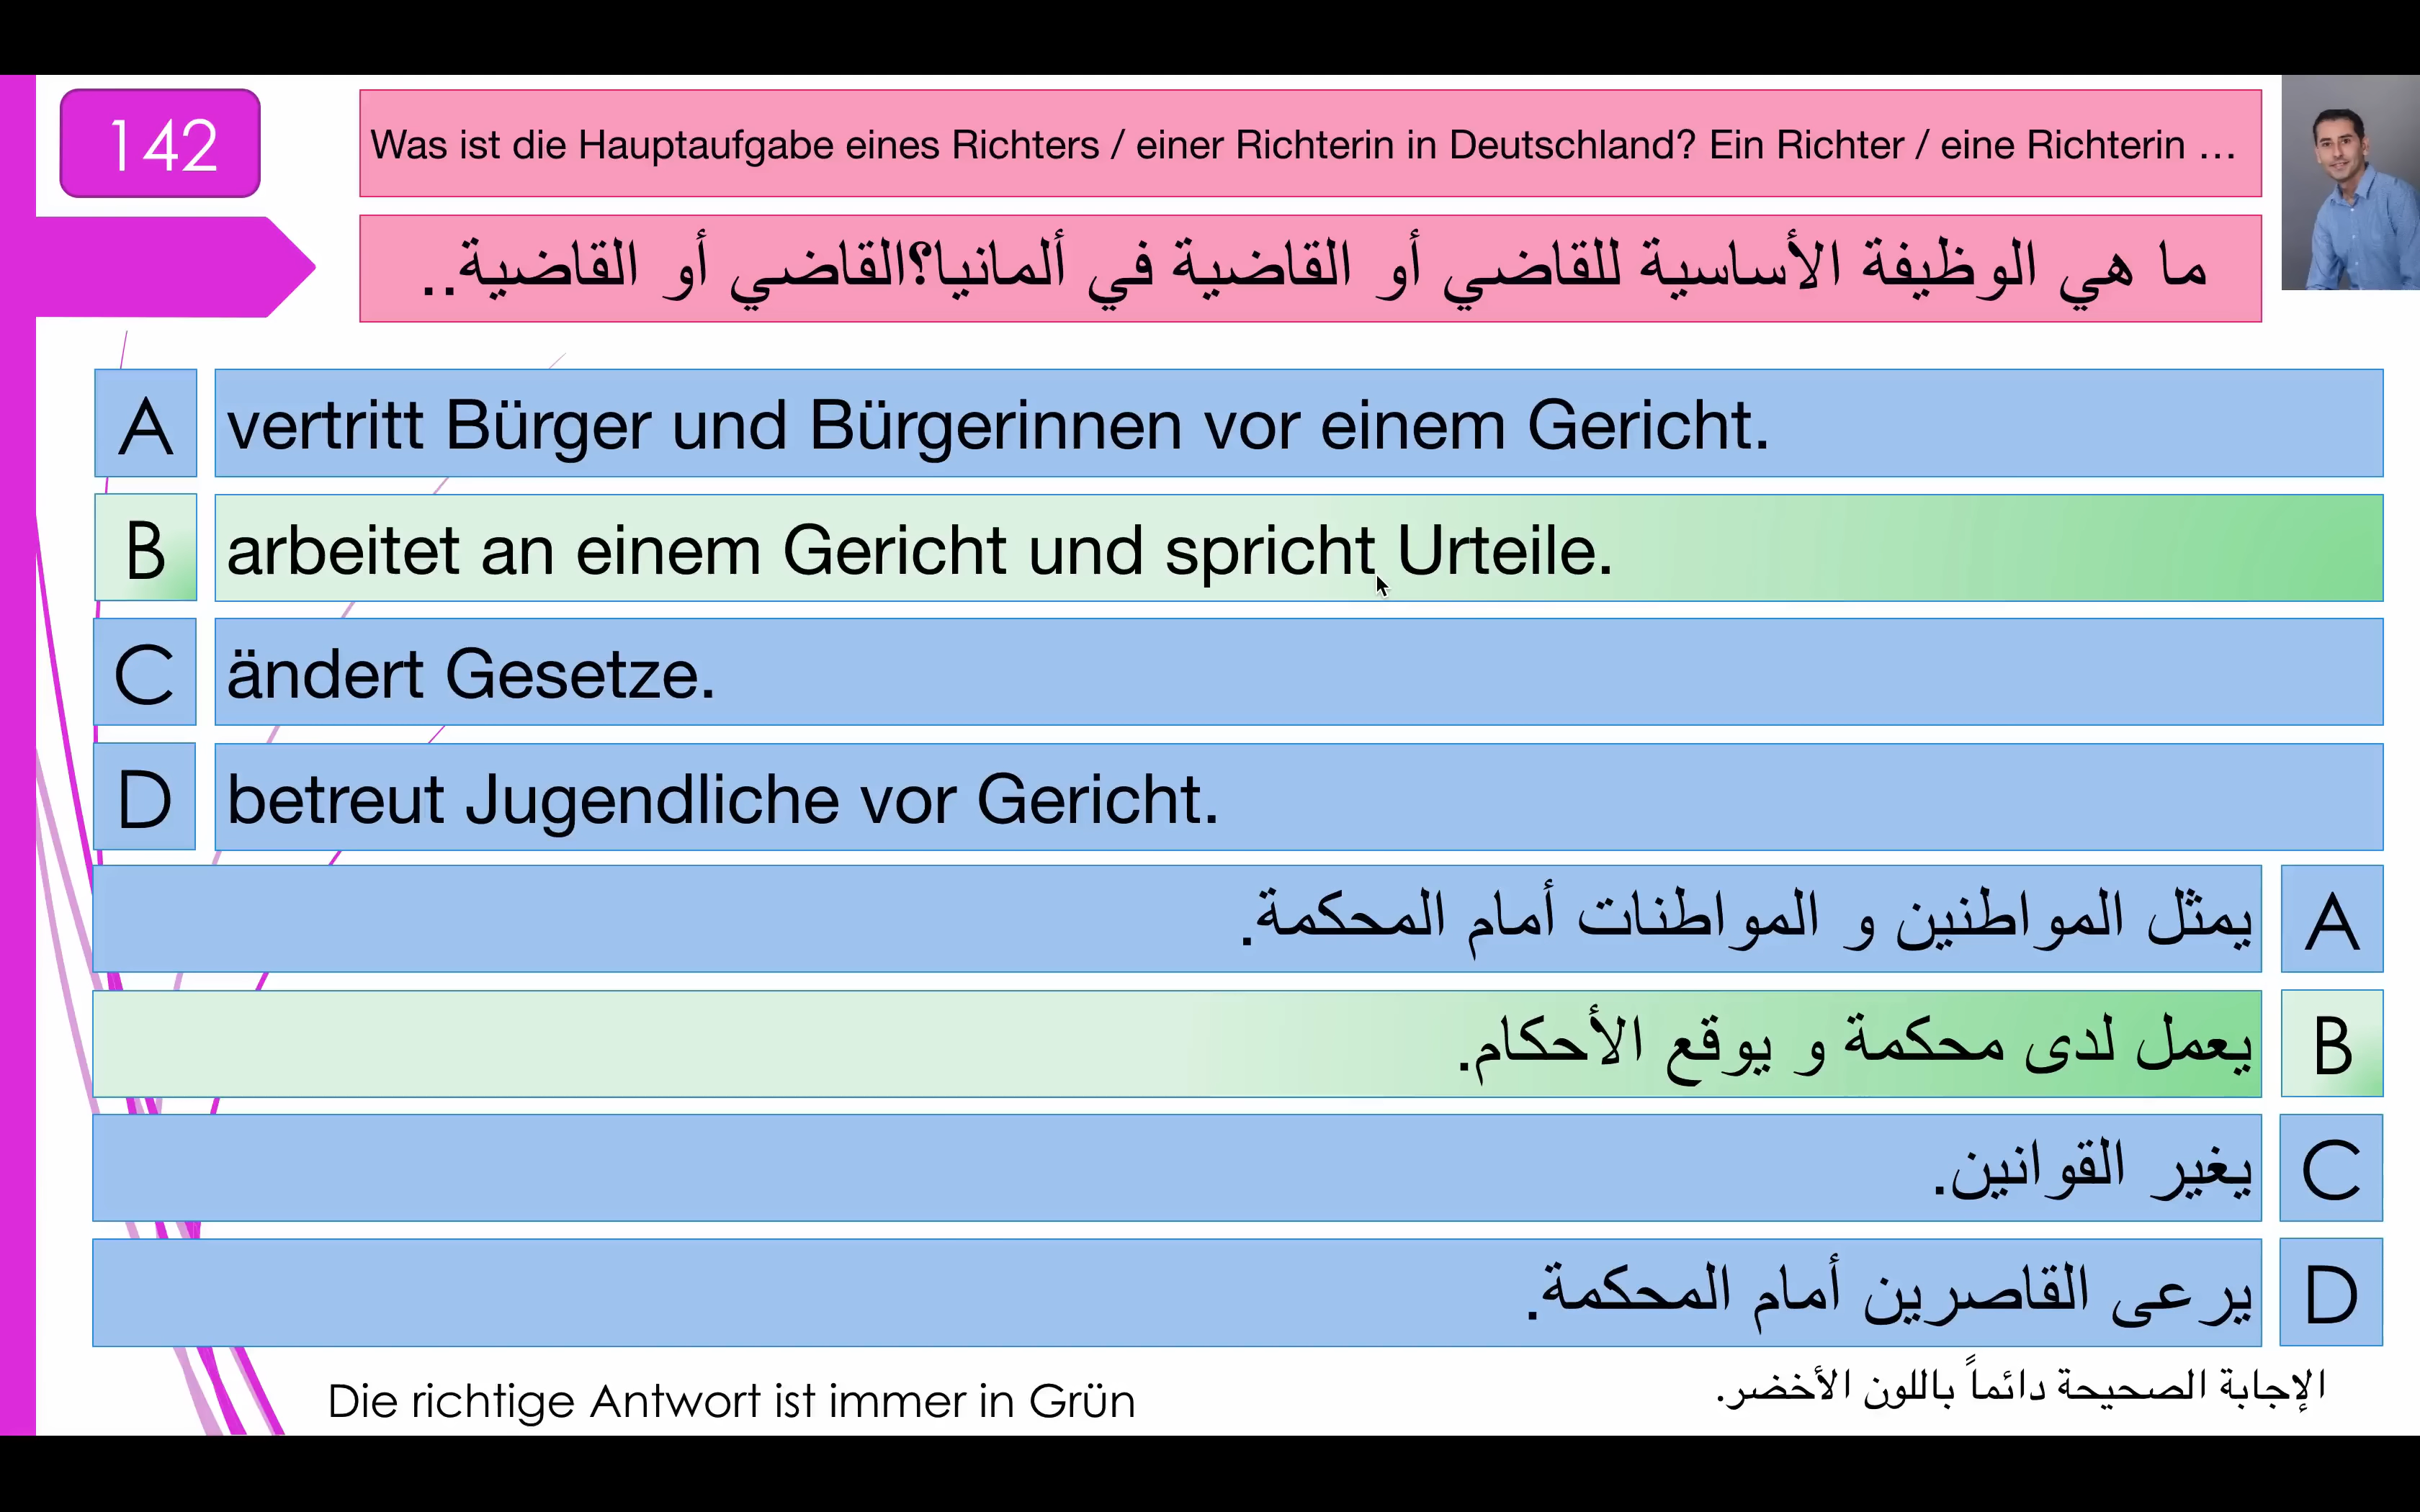 142
Was ist die Hauptaufgabe eines Richters / einer Richterin in Deutschland? Ein Richter / eine Richterin …
ما هي الوظيفة الأساسية للقاضي أو القاضية في ألمانيا؟القاضي أو القاضية..
A vertritt Bürger und Bürgerinnen vor einem Gericht.
B arbeitet an einem Gericht und spricht Urteile.
C ändert Gesetze.
D betreut Jugendliche vor Gericht.
A يمثل المواطنين و المواطنات أمام المحكمة.
B يعمل لدى محكمة و يوقع الأحكام.
C يغير القوانين.
D يرعى القاصرين أمام المحكمة.
Die richtige Antwort ist immer in Grün
الإجابة الصحيحة دائماً باللون الأخضر.